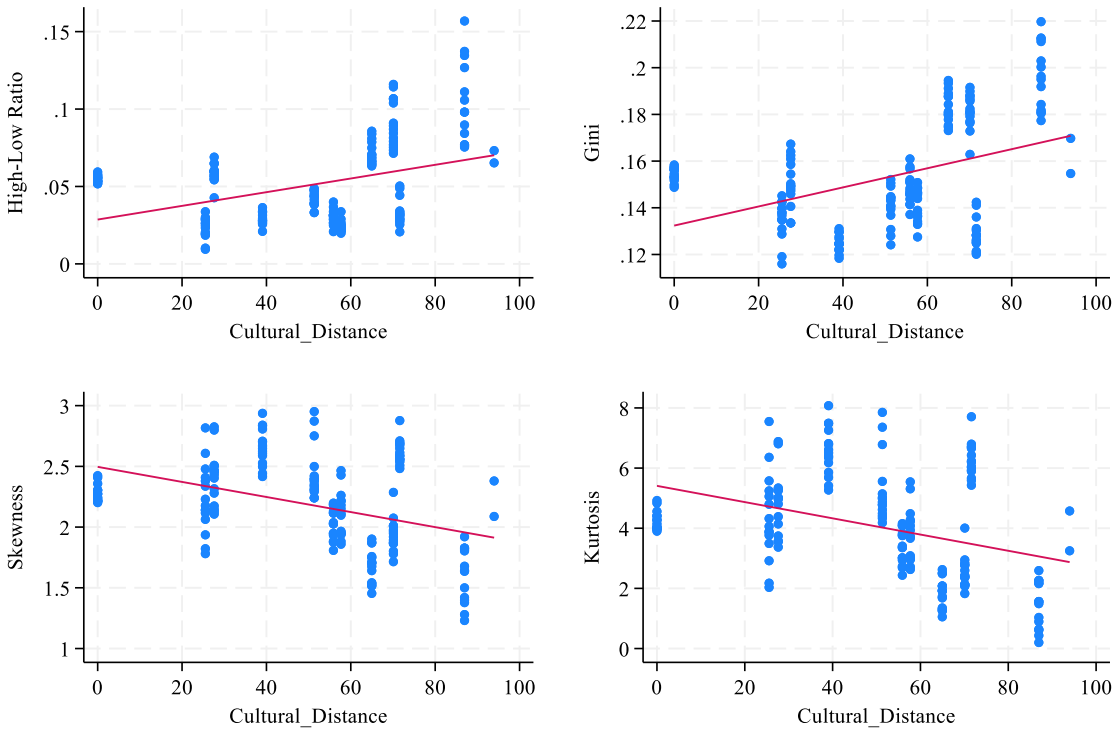 High-Low Ratio
.15
.1
.05
0
0 20 40 60 80 100
Cultural_Distance
Gini
.22
.2
.18
.16
.14
.12
0 20 40 60 80 100
Cultural_Distance
Skewness
3
2.5
2
1.5
1
0 20 40 60 80 100
Cultural_Distance
Kurtosis
8
6
4
2
0
0 20 40 60 80 100
Cultural_Distance